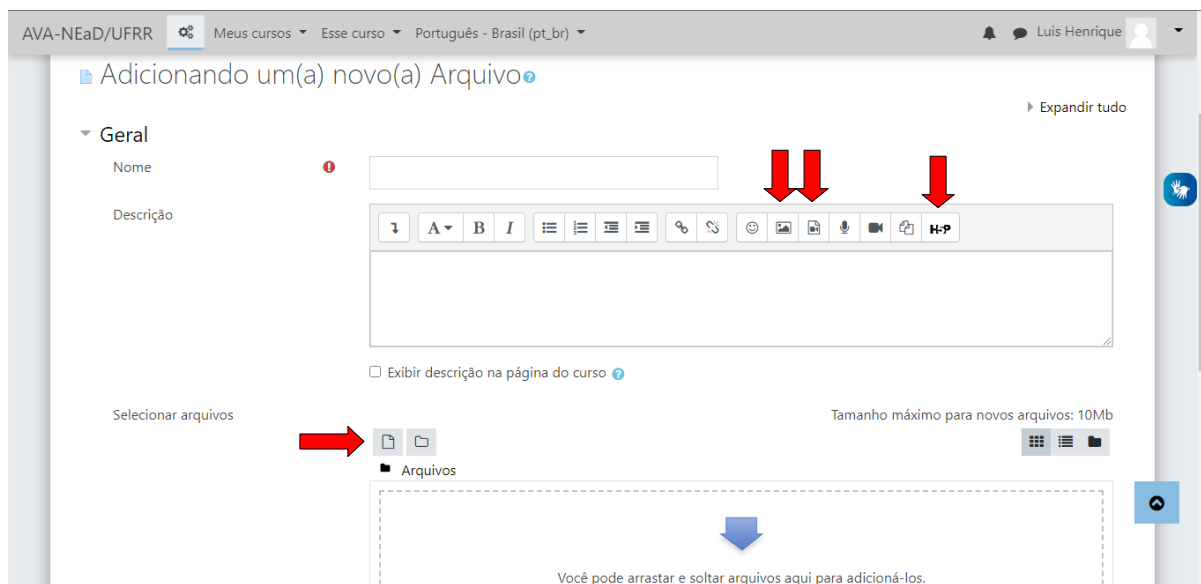 AVA-NEaD/UFRR Meus cursos Esse curso Português - Brasil (pt_br) Luis Henrique
Adicionando um(a) novo(a) Arquivo
Expandir tudo
Geral
Nome
Descrição
A B I H-P
Exibir descrição na página do curso
Selecionar arquivos Tamanho máximo para novos arquivos: 10Mb
Arquivos
Você pode arrastar e soltar arquivos aqui para adicioná-los.